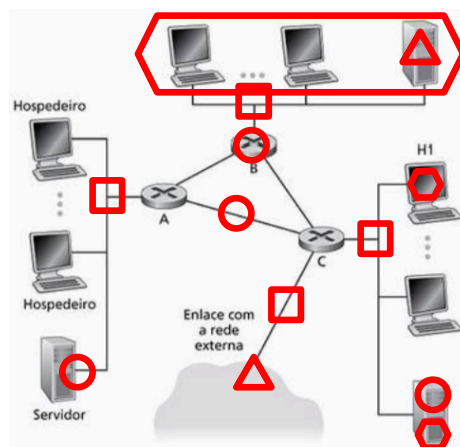 Hospedeiro
B
H1
A
C
Hospedeiro
Enlace com
a rede
externa
Servidor